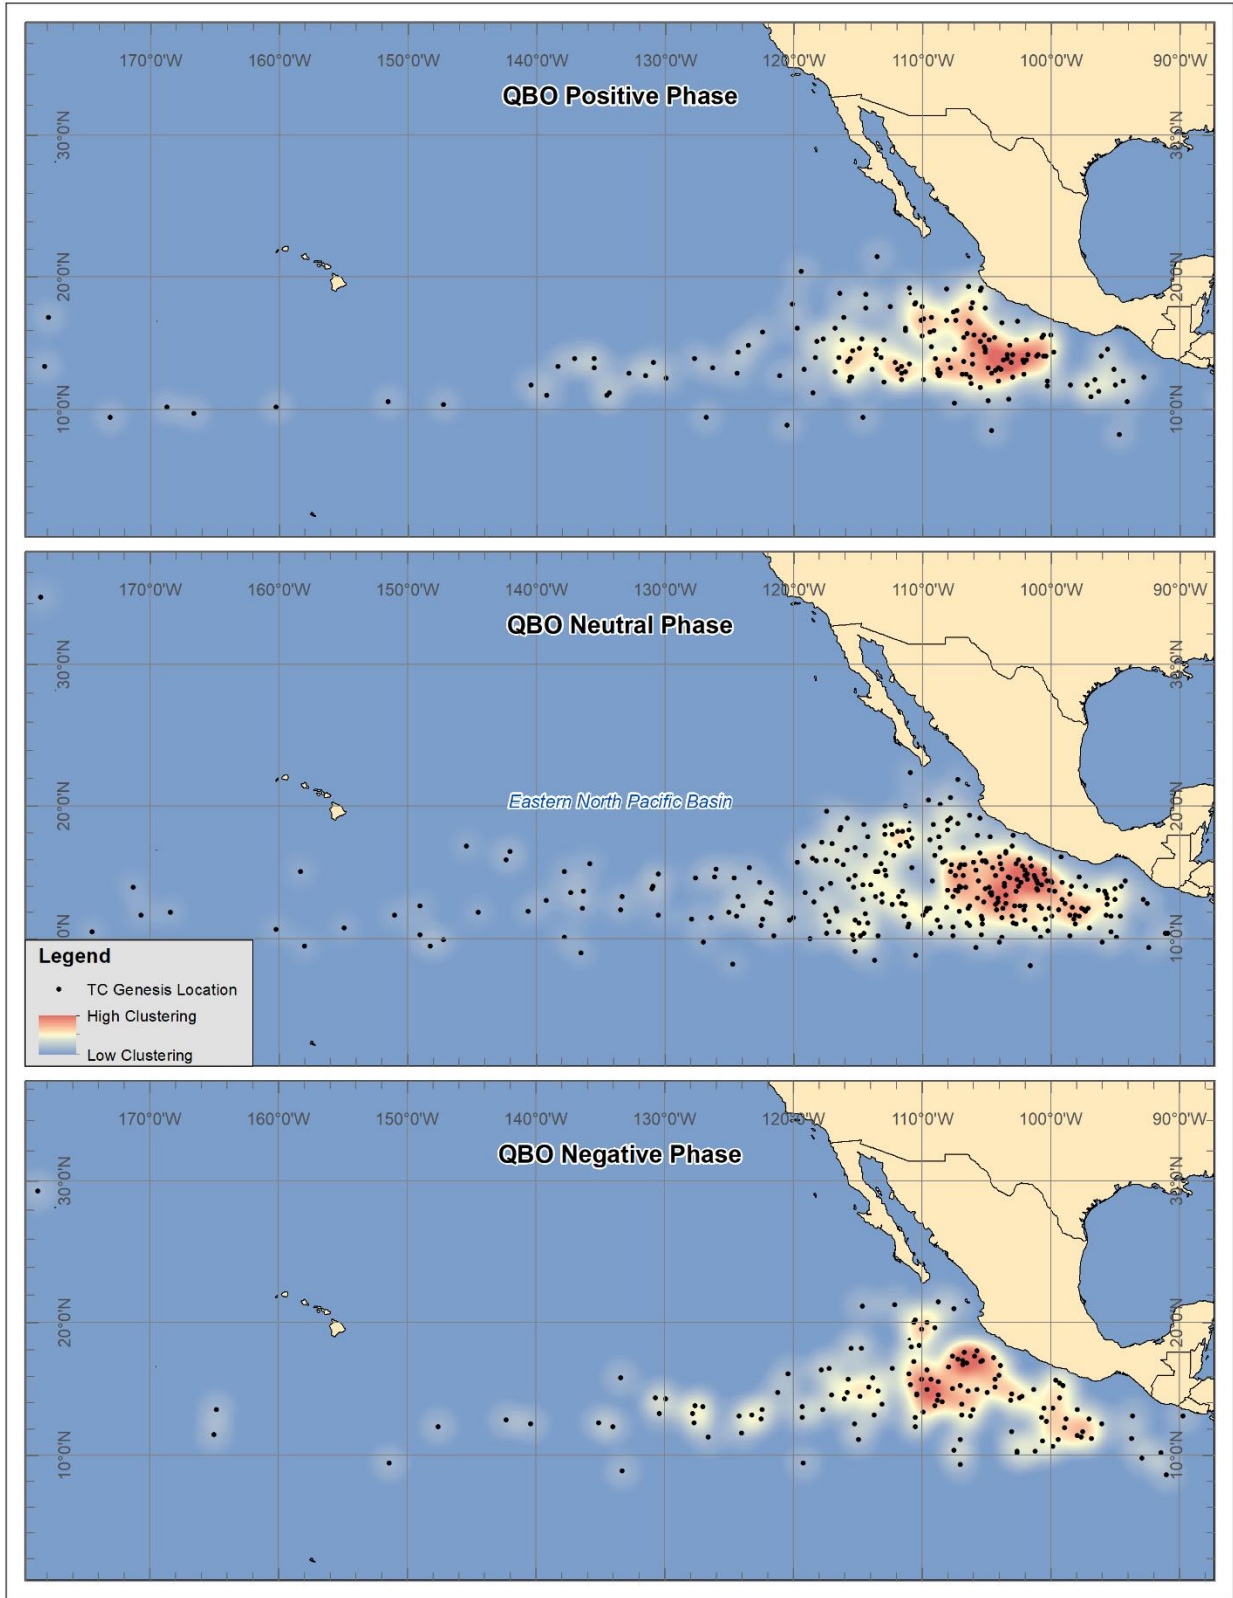 170°0'W 160°0'W 150°0'W 140°0'W 130°0'W 120°0'W 110°0'W 100°0'W 90°0'W
QBO Positive Phase
30°0'N 30°0'N
20°0'N 20°0'N
10°0'N 10°0'N
170°0'W 160°0'W 150°0'W 140°0'W 130°0'W 120°0'W 110°0'W 100°0'W 90°0'W
QBO Neutral Phase
30°0'N 30°0'N
Eastern North Pacific Basin
20°0'N 20°0'N
10°0'N 10°0'N
Legend
TC Genesis Location
High Clustering
Low Clustering
170°0'W 160°0'W 150°0'W 140°0'W 130°0'W 120°0'W 110°0'W 100°0'W 90°0'W
QBO Negative Phase
30°0'N 30°0'N
20°0'N 20°0'N
10°0'N 10°0'N